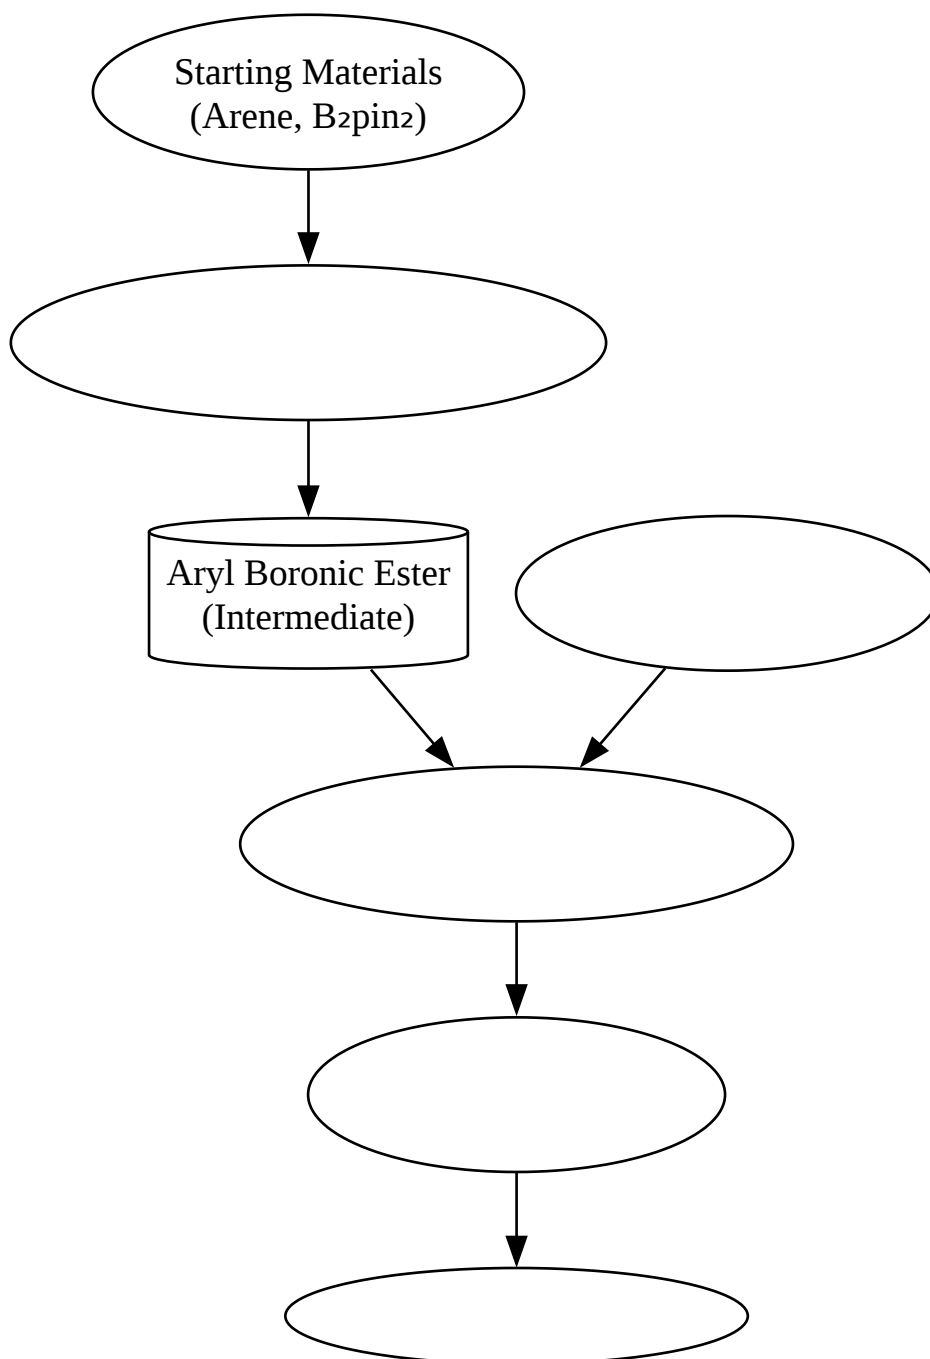 Starting Materials
(Arene, B₂pin₂)
Aryl Boronic Ester
(Intermediate)